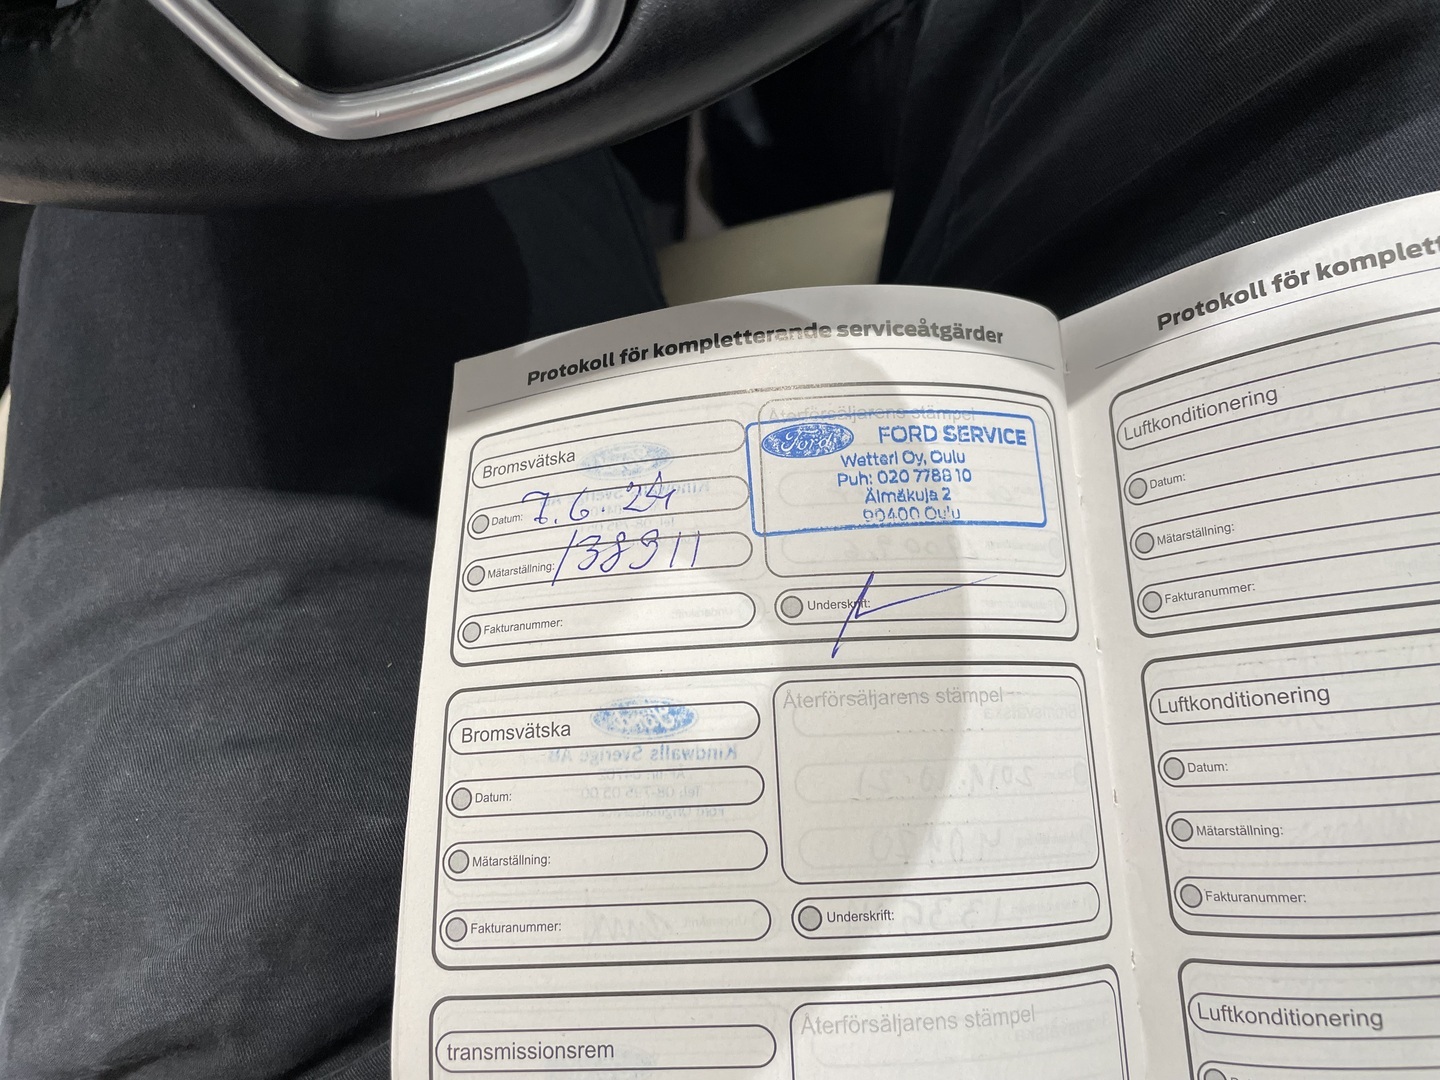 Protokoll för kompletterande serviceåtgärder
Bromsvätska
Datum: 7.6.24
Mätarställning: 138911
Fakturanummer:
Återförsäljarens stämpel
Ford
FORD SERVICE
Wetteri Oy, Oulu
Puh: 020 7788 10
Älmäkuja 2
90400 Oulu
Underskrift:
Bromsvätska
Datum:
Mätarställning:
Fakturanummer:
Återförsäljarens stämpel
Underskrift:
transmissionsrem
Återförsäljarens stämpel
Protokoll för komplett
Luftkonditionering
Datum:
Mätarställning:
Fakturanummer:
Luftkonditionering
Datum:
Mätarställning:
Fakturanummer:
Luftkonditionering